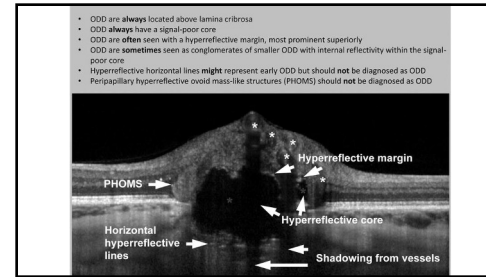 • ODD are always located above lamina cribrosa
• ODD always have a signal-poor core
• ODD are often seen with a hyperreflective margin, most prominent superiorly
• ODD are sometimes seen as conglomerates of smaller ODD with internal reflectivity within the signal-
poor core
• Hyperreflective horizontal lines might represent early ODD but should not be diagnosed as ODD
• Peripapillary hyperreflective ovoid mass-like structures (PHOMS) should not be diagnosed as ODD
Hyperreflective margin
PHOMS
Hyperreflective core
Horizontal
hyperreflective
lines
Shadowing from vessels